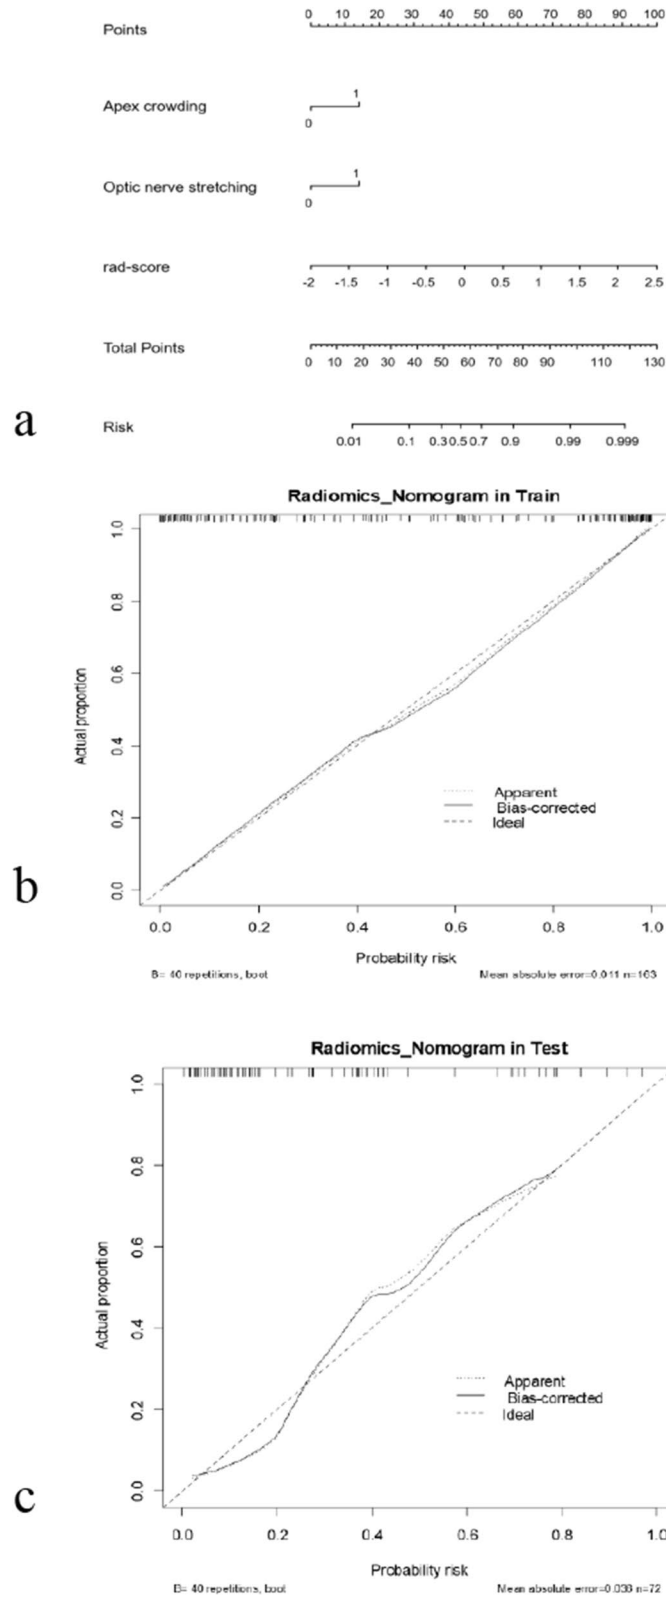 0 10 20 30 40 50 60 70 80 90 100
Points
1
Apex crowding
0
1
Optic nerve stretching
0
rad-score
-2 -1.5 -1 -0.5 0 0.5 1 1.5 2 2.5
Total Points
0 10 20 30 40 50 60 70 80 90 110 130
a
Risk
0.01 0.1 0.3 0.5 0.7 0.9 0.99 0.999
Radiomics_Nomogram in Train
1.0
0.8
0.6
Actual proportion
0.4
0.2
0.0
Apparent
Bias-corrected
Ideal
b
0.0 0.2 0.4 0.6 0.8 1.0
Probability risk
B= 40 repetitions, boot
Mean absolute error=0.011 n=163
Radiomics_Nomogram in Test
1.0
0.8
0.6
Actual proportion
0.4
0.2
0.0
Apparent
Bias-corrected
Ideal
c
0.0 0.2 0.4 0.6 0.8 1.0
Probability risk
B= 40 repetitions, boot
Mean absolute error=0.038 n=72